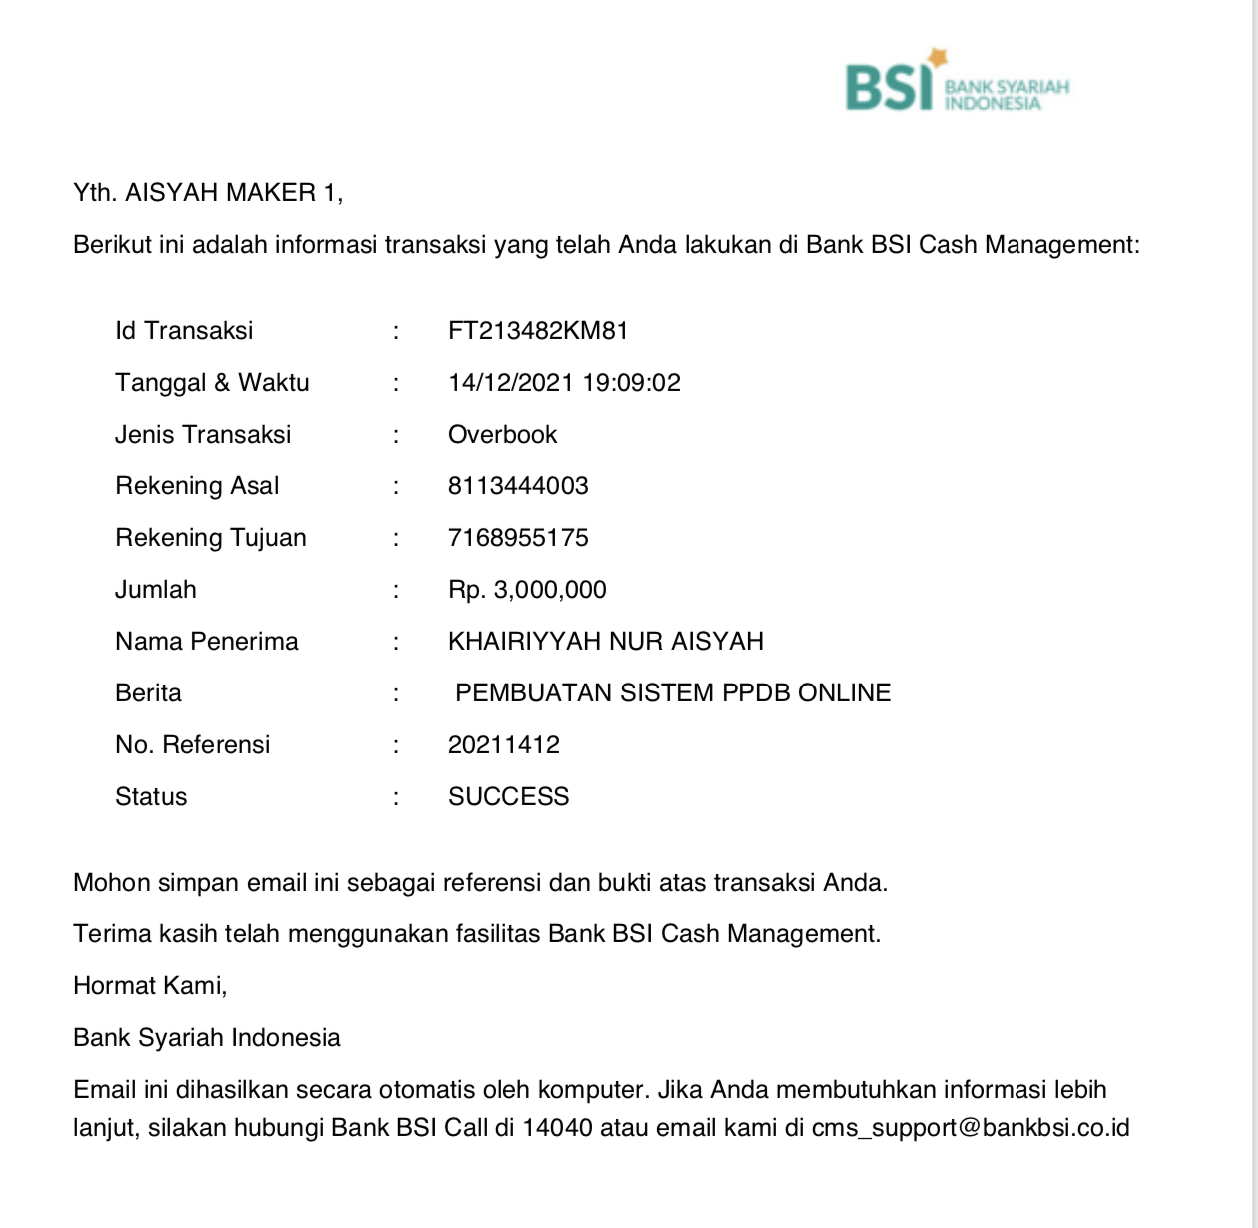 BSI BANK SYARIAH
INDONESIA
Yth. AISYAH MAKER 1,
Berikut ini adalah informasi transaksi yang telah Anda lakukan di Bank BSI Cash Management:
Id Transaksi : FT213482KM81
Tanggal & Waktu : 14/12/2021 19:09:02
Jenis Transaksi : Overbook
Rekening Asal : 8113444003
Rekening Tujuan : 7168955175
Jumlah : Rp. 3,000,000
Nama Penerima : KHAIRIYYAH NUR AISYAH
Berita : PEMBUATAN SISTEM PPDB ONLINE
No. Referensi : 20211412
Status : SUCCESS
Mohon simpan email ini sebagai referensi dan bukti atas transaksi Anda.
Terima kasih telah menggunakan fasilitas Bank BSI Cash Management.
Hormat Kami,
Bank Syariah Indonesia
Email ini dihasilkan secara otomatis oleh komputer. Jika Anda membutuhkan informasi lebih
lanjut, silakan hubungi Bank BSI Call di 14040 atau email kami di cms_support@bankbsi.co.id